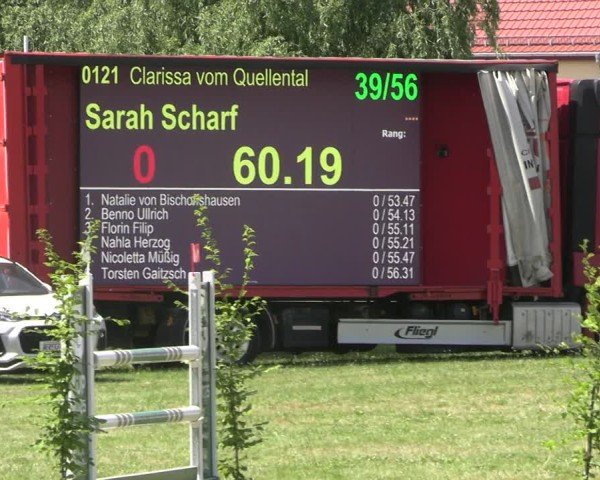 0121 Clarissa vom Quellental 39/56
Sarah Scharf
Rang:
0 60.19
1. Natalie von Bischofshausen 0 / 53.47
2. Benno Ullrich 0 / 54.13
3. Florin Filip 0 / 55.11
Nahla Herzog 0 / 55.21
Nicoletta Müßig 0 / 55.47
Torsten Gaitzsch 0 / 56.31
Fliegl